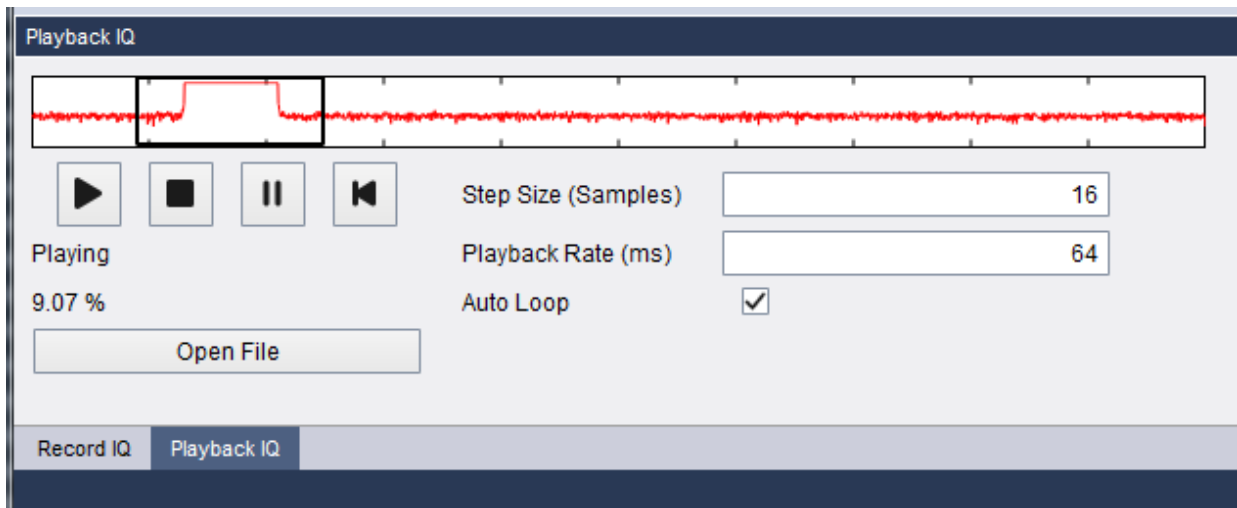 Playback IQ
Step Size (Samples) 16
Playing
Playback Rate (ms) 64
9.07 %
Auto Loop
Open File
Record IQ Playback IQ